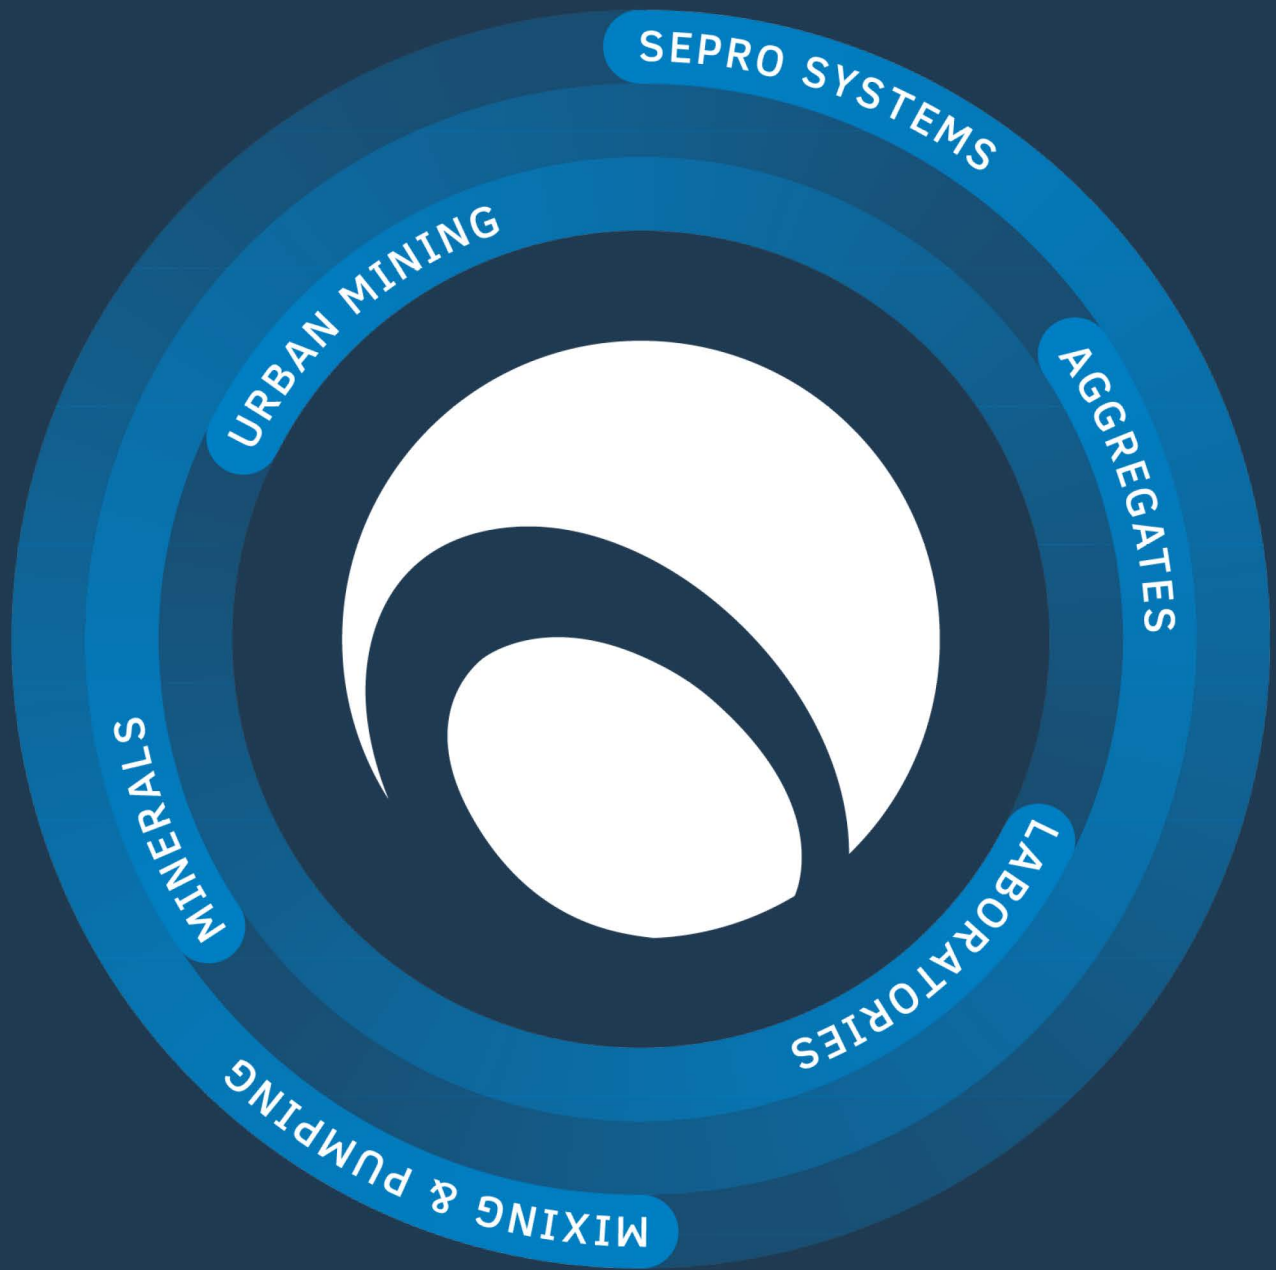 SEPRO SYSTEMS
AGGREGATES
LABORATORIES
MIXING & PUMPING
MINERALS
URBAN MINING